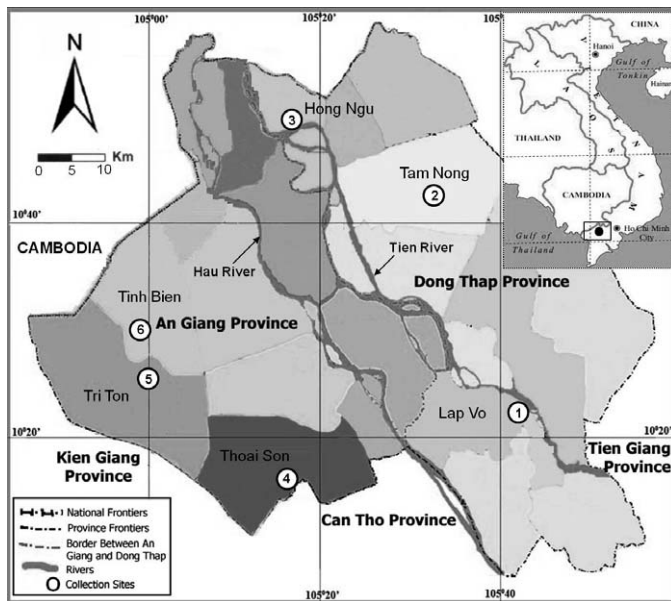 105°00'
105°20'
105°00'
N
0 5 10 Km
3
Hong Ngu
Tam Nong
2
10°40'
CAMBODIA
Hau River
Tien River
Dong Thap Province
Tinh Bien
6
An Giang Province
5
Tri Ton
Lap Vo
1
10°20'
10°20'
Kien Giang
Province
Thoai Son
4
Tien Giang
Province
Can Tho Province
National Frontiers
Province Frontiers
Border Between An
Giang and Dong Thap
Rivers
Collection Sites
105°20'
105°40'
CHINA
Hanoi
Gulf of
Tonkin
Hainan
LAOS
VIETNAM
THAILAND
CAMBODIA
Ho Chi Minh
City
Gulf of
Thailand